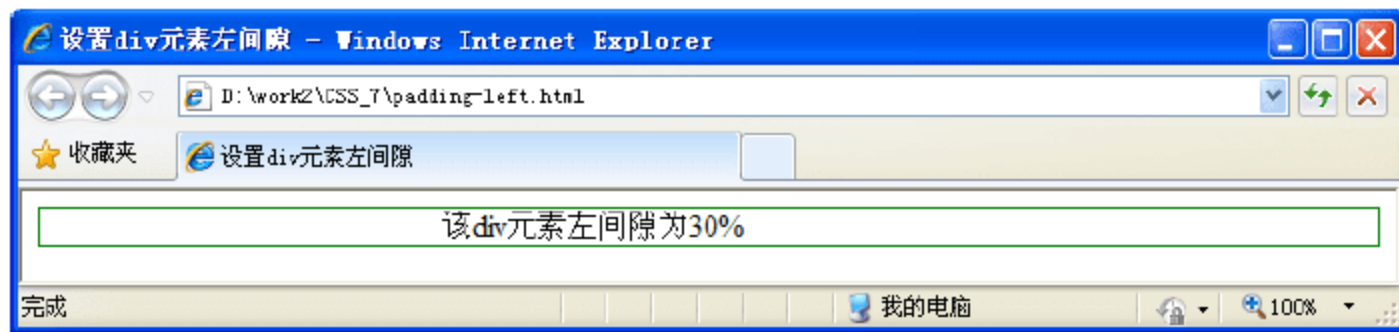 设置div元素左间隙 - Windows Internet Explorer
D:\work2\CSS_7\padding-left.html
收藏夹 设置div元素左间隙
该div元素左间隙为30%
完成 我的电脑 100%